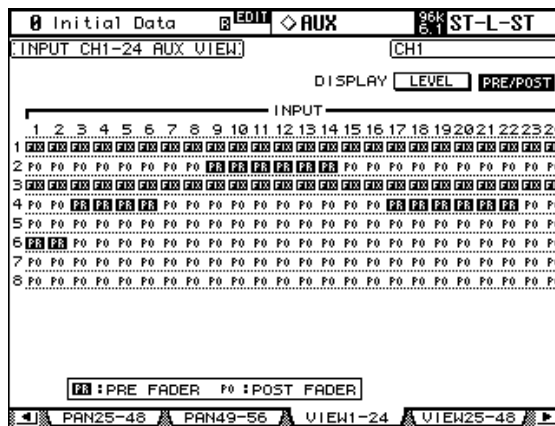 0 Initial Data R EDIT ◇AUX 96k 5.1 ST-L-ST
INPUT CH1-24 AUX VIEW CH1
DISPLAY LEVEL PRE/POST
INPUT
1 2 3 4 5 6 7 8 9 10 11 12 13 14 15 16 17 18 19 20 21 22 23 2
1 FIX FIX FIX FIX FIX FIX FIX FIX FIX FIX FIX FIX FIX FIX FIX FIX FIX FIX FIX FIX FIX FIX FIX FI
2 PO PO PO PO PO PO PO PO PR PR PR PR PR PR PO PO PO PO PO PO PO PO PO P
3 FIX FIX FIX FIX FIX FIX FIX FIX FIX FIX FIX FIX FIX FIX FIX FIX FIX FIX FIX FIX FIX FIX FIX FI
4 PO PO PR PR PR PR PO PO PO PO PO PO PO PO PO PO PR PR PR PR PR PR PO P
5 PO PO PO PO PO PO PO PO PO PO PO PO PO PO PO PO PO PO PO PO PO PO PO P
6 PR PR PO PO PO PO PO PO PO PO PO PO PO PO PO PO PO PO PO PO PO PO PO P
7 PO PO PO PO PO PO PO PO PO PO PO PO PO PO PO PO PO PO PO PO PO PO PO P
8 PO PO PO PO PO PO PO PO PO PO PO PO PO PO PO PO PO PO PO PO PO PO PO P
PR :PRE FADER PO :POST FADER
PAN25-48 PAN49-56 VIEW1-24 VIEW25-48